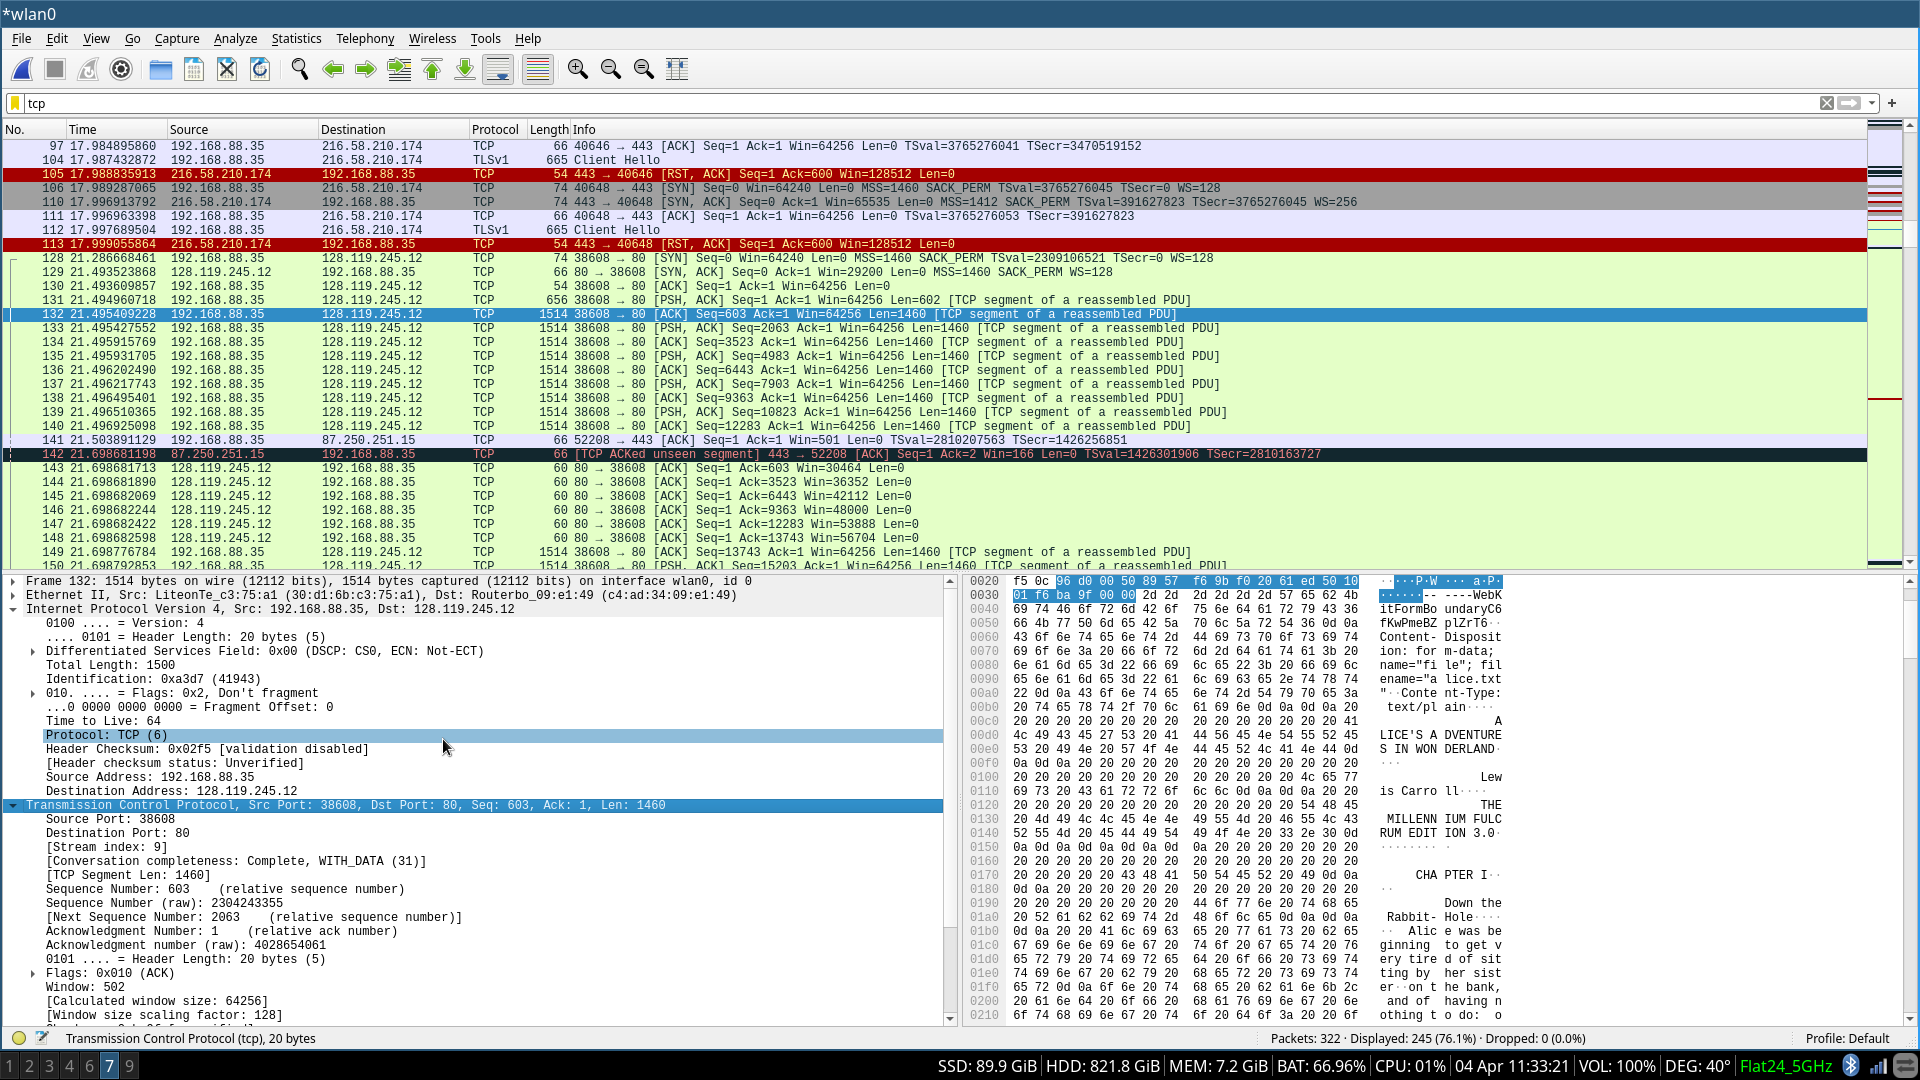 *wlan0
File Edit View Go Capture Analyze Statistics Telephony Wireless Tools Help
tcp
No. Time Source Destination Protocol Length Info
97 17.984895860 192.168.88.35 216.58.210.174 TCP 66 40646 → 443 [ACK] Seq=1 Ack=1 Win=64256 Len=0 TSval=3765276041 TSecr=3470519152
104 17.987432872 192.168.88.35 216.58.210.174 TLSv1 665 Client Hello
105 17.988835913 216.58.210.174 192.168.88.35 TCP 54 443 → 40646 [RST, ACK] Seq=1 Ack=600 Win=128512 Len=0
106 17.989287065 192.168.88.35 216.58.210.174 TCP 74 40648 → 443 [SYN] Seq=0 Win=64240 Len=0 MSS=1460 SACK_PERM TSval=3765276045 TSecr=0 WS=128
110 17.996913792 216.58.210.174 192.168.88.35 TCP 74 443 → 40648 [SYN, ACK] Seq=0 Ack=1 Win=65535 Len=0 MSS=1412 SACK_PERM TSval=391627823 TSecr=3765276045 WS=256
111 17.996963398 192.168.88.35 216.58.210.174 TCP 66 40648 → 443 [ACK] Seq=1 Ack=1 Win=64256 Len=0 TSval=3765276053 TSecr=391627823
112 17.997689504 192.168.88.35 216.58.210.174 TLSv1 665 Client Hello
113 17.999055864 216.58.210.174 192.168.88.35 TCP 54 443 → 40648 [RST, ACK] Seq=1 Ack=600 Win=128512 Len=0
128 21.286668461 192.168.88.35 128.119.245.12 TCP 74 38608 → 80 [SYN] Seq=0 Win=64240 Len=0 MSS=1460 SACK_PERM TSval=2309106521 TSecr=0 WS=128
129 21.493523868 128.119.245.12 192.168.88.35 TCP 66 80 → 38608 [SYN, ACK] Seq=0 Ack=1 Win=29200 Len=0 MSS=1460 SACK_PERM WS=128
130 21.493609857 192.168.88.35 128.119.245.12 TCP 54 38608 → 80 [ACK] Seq=1 Ack=1 Win=64256 Len=0
131 21.494960718 192.168.88.35 128.119.245.12 TCP 656 38608 → 80 [PSH, ACK] Seq=1 Ack=1 Win=64256 Len=602 [TCP segment of a reassembled PDU]
132 21.495409228 192.168.88.35 128.119.245.12 TCP 1514 38608 → 80 [ACK] Seq=603 Ack=1 Win=64256 Len=1460 [TCP segment of a reassembled PDU]
133 21.495427552 192.168.88.35 128.119.245.12 TCP 1514 38608 → 80 [PSH, ACK] Seq=2063 Ack=1 Win=64256 Len=1460 [TCP segment of a reassembled PDU]
134 21.495915769 192.168.88.35 128.119.245.12 TCP 1514 38608 → 80 [ACK] Seq=3523 Ack=1 Win=64256 Len=1460 [TCP segment of a reassembled PDU]
135 21.495931705 192.168.88.35 128.119.245.12 TCP 1514 38608 → 80 [PSH, ACK] Seq=4983 Ack=1 Win=64256 Len=1460 [TCP segment of a reassembled PDU]
136 21.496202490 192.168.88.35 128.119.245.12 TCP 1514 38608 → 80 [ACK] Seq=6443 Ack=1 Win=64256 Len=1460 [TCP segment of a reassembled PDU]
137 21.496217743 192.168.88.35 128.119.245.12 TCP 1514 38608 → 80 [PSH, ACK] Seq=7903 Ack=1 Win=64256 Len=1460 [TCP segment of a reassembled PDU]
138 21.496495401 192.168.88.35 128.119.245.12 TCP 1514 38608 → 80 [ACK] Seq=9363 Ack=1 Win=64256 Len=1460 [TCP segment of a reassembled PDU]
139 21.496510365 192.168.88.35 128.119.245.12 TCP 1514 38608 → 80 [PSH, ACK] Seq=10823 Ack=1 Win=64256 Len=1460 [TCP segment of a reassembled PDU]
140 21.496925098 192.168.88.35 128.119.245.12 TCP 1514 38608 → 80 [ACK] Seq=12283 Ack=1 Win=64256 Len=1460 [TCP segment of a reassembled PDU]
141 21.503891129 192.168.88.35 87.250.251.15 TCP 66 52208 → 443 [ACK] Seq=1 Ack=1 Win=501 Len=0 TSval=2810207563 TSecr=1426256851
142 21.698681198 87.250.251.15 192.168.88.35 TCP 66 [TCP ACKed unseen segment] 443 → 52208 [ACK] Seq=1 Ack=2 Win=166 Len=0 TSval=1426301906 TSecr=2810163727
143 21.698681713 128.119.245.12 192.168.88.35 TCP 60 80 → 38608 [ACK] Seq=1 Ack=603 Win=30464 Len=0
144 21.698681890 128.119.245.12 192.168.88.35 TCP 60 80 → 38608 [ACK] Seq=1 Ack=3523 Win=36352 Len=0
145 21.698682069 128.119.245.12 192.168.88.35 TCP 60 80 → 38608 [ACK] Seq=1 Ack=6443 Win=42112 Len=0
146 21.698682244 128.119.245.12 192.168.88.35 TCP 60 80 → 38608 [ACK] Seq=1 Ack=9363 Win=48000 Len=0
147 21.698682422 128.119.245.12 192.168.88.35 TCP 60 80 → 38608 [ACK] Seq=1 Ack=12283 Win=53888 Len=0
148 21.698682598 128.119.245.12 192.168.88.35 TCP 60 80 → 38608 [ACK] Seq=1 Ack=13743 Win=56704 Len=0
149 21.698776784 192.168.88.35 128.119.245.12 TCP 1514 38608 → 80 [ACK] Seq=13743 Ack=1 Win=64256 Len=1460 [TCP segment of a reassembled PDU]
150 21.698792853 192.168.88.35 128.119.245.12 TCP 1514 38608 → 80 [PSH, ACK] Seq=15203 Ack=1 Win=64256 Len=1460 [TCP segment of a reassembled PDU]
Frame 132: 1514 bytes on wire (12112 bits), 1514 bytes captured (12112 bits) on interface wlan0, id 0
Ethernet II, Src: LiteonTe_c3:75:a1 (30:d1:6b:c3:75:a1), Dst: Routerbo_09:e1:49 (c4:ad:34:09:e1:49)
Internet Protocol Version 4, Src: 192.168.88.35, Dst: 128.119.245.12
0100 .... = Version: 4
.... 0101 = Header Length: 20 bytes (5)
Differentiated Services Field: 0x00 (DSCP: CS0, ECN: Not-ECT)
Total Length: 1500
Identification: 0xa3d7 (41943)
010. .... = Flags: 0x2, Don't fragment
...0 0000 0000 0000 = Fragment Offset: 0
Time to Live: 64
Protocol: TCP (6)
Header Checksum: 0x02f5 [validation disabled]
[Header checksum status: Unverified]
Source Address: 192.168.88.35
Destination Address: 128.119.245.12
Transmission Control Protocol, Src Port: 38608, Dst Port: 80, Seq: 603, Ack: 1, Len: 1460
Source Port: 38608
Destination Port: 80
[Stream index: 9]
[Conversation completeness: Complete, WITH_DATA (31)]
[TCP Segment Len: 1460]
Sequence Number: 603 (relative sequence number)
Sequence Number (raw): 2304243355
[Next Sequence Number: 2063 (relative sequence number)]
Acknowledgment Number: 1 (relative ack number)
Acknowledgment number (raw): 4028654061
0101 .... = Header Length: 20 bytes (5)
Flags: 0x010 (ACK)
Window: 502
[Calculated window size: 64256]
[Window size scaling factor: 128]
0020 f5 0c 96 d0 00 50 89 57 f6 9b f0 20 61 ed 50 10 ·····P·W ··· a·P·
0030 01 f6 ba 9f 00 00 2d 2d 2d 2d 2d 2d 57 65 62 4b ······-- ----WebK
0040 69 74 46 6f 72 6d 42 6f 75 6e 64 61 72 79 43 36 itFormBo undaryC6
0050 66 4b 77 50 6d 65 42 5a 70 6c 5a 72 54 36 0d 0a fKwPmeBZ plZrT6··
0060 43 6f 6e 74 65 6e 74 2d 44 69 73 70 6f 73 69 74 Content- Disposit
0070 69 6f 6e 3a 20 66 6f 72 6d 2d 64 61 74 61 3b 20 ion: for m-data;
0080 6e 61 6d 65 3d 22 66 69 6c 65 22 3b 20 66 69 6c name="fi le"; fil
0090 65 6e 61 6d 65 3d 22 61 6c 69 63 65 2e 74 78 74 ename="a lice.txt
00a0 22 0d 0a 43 6f 6e 74 65 6e 74 2d 54 79 70 65 3a "··Conte nt-Type:
00b0 20 74 65 78 74 2f 70 6c 61 69 6e 0d 0a 0d 0a 20 text/pl ain····
00c0 20 20 20 20 20 20 20 20 20 20 20 20 20 20 20 41 A
00d0 4c 49 43 45 27 53 20 41 44 56 45 4e 54 55 52 45 LICE'S A DVENTURE
00e0 53 20 49 4e 20 57 4f 4e 44 45 52 4c 41 4e 44 0d S IN WON DERLAND·
00f0 0a 0d 0a 20 20 20 20 20 20 20 20 20 20 20 20 20 ···
0100 20 20 20 20 20 20 20 20 20 20 20 20 20 4c 65 77 Lew
0110 69 73 20 43 61 72 72 6f 6c 6c 0d 0a 0d 0a 20 20 is Carro ll····
0120 20 20 20 20 20 20 20 20 20 20 20 20 20 54 48 45 THE
0130 20 4d 49 4c 4c 45 4e 4e 49 55 4d 20 46 55 4c 43 MILLENN IUM FULC
0140 52 55 4d 20 45 44 49 54 49 4f 4e 20 33 2e 30 0d RUM EDIT ION 3.0·
0150 0a 0d 0a 0d 0a 0d 0a 0d 0a 20 20 20 20 20 20 20 ········ ·
0160 20 20 20 20 20 20 20 20 20 20 20 20 20 20 20 20
0170 20 20 20 20 20 43 48 41 50 54 45 52 20 49 0d 0a CHA PTER I··
0180 0d 0a 20 20 20 20 20 20 20 20 20 20 20 20 20 20 ··
0190 20 20 20 20 20 20 20 20 44 6f 77 6e 20 74 68 65 Down the
01a0 20 52 61 62 62 69 74 2d 48 6f 6c 65 0d 0a 0d 0a Rabbit- Hole····
01b0 0d 0a 20 20 41 6c 69 63 65 20 77 61 73 20 62 65 ·· Alic e was be
01c0 67 69 6e 6e 69 6e 67 20 74 6f 20 67 65 74 20 76 ginning to get v
01d0 65 72 79 20 74 69 72 65 64 20 6f 66 20 73 69 74 ery tire d of sit
01e0 74 69 6e 67 20 62 79 20 68 65 72 20 73 69 73 74 ting by her sist
01f0 65 72 0d 0a 6f 6e 20 74 68 65 20 62 61 6e 6b 2c er··on t he bank,
0200 20 61 6e 64 20 6f 66 20 68 61 76 69 6e 67 20 6e and of having n
0210 6f 74 68 69 6e 67 20 74 6f 20 64 6f 3a 20 20 6f othing t o do: o
Transmission Control Protocol (tcp), 20 bytes
Packets: 322 · Displayed: 245 (76.1%) · Dropped: 0 (0.0%)
Profile: Default
1 2 3 4 6 7 9
SSD: 89.9 GiB HDD: 821.8 GiB MEM: 7.2 GiB BAT: 66.96% CPU: 01% 04 Apr 11:33:21 VOL: 100% DEG: 40° Flat24_5GHz